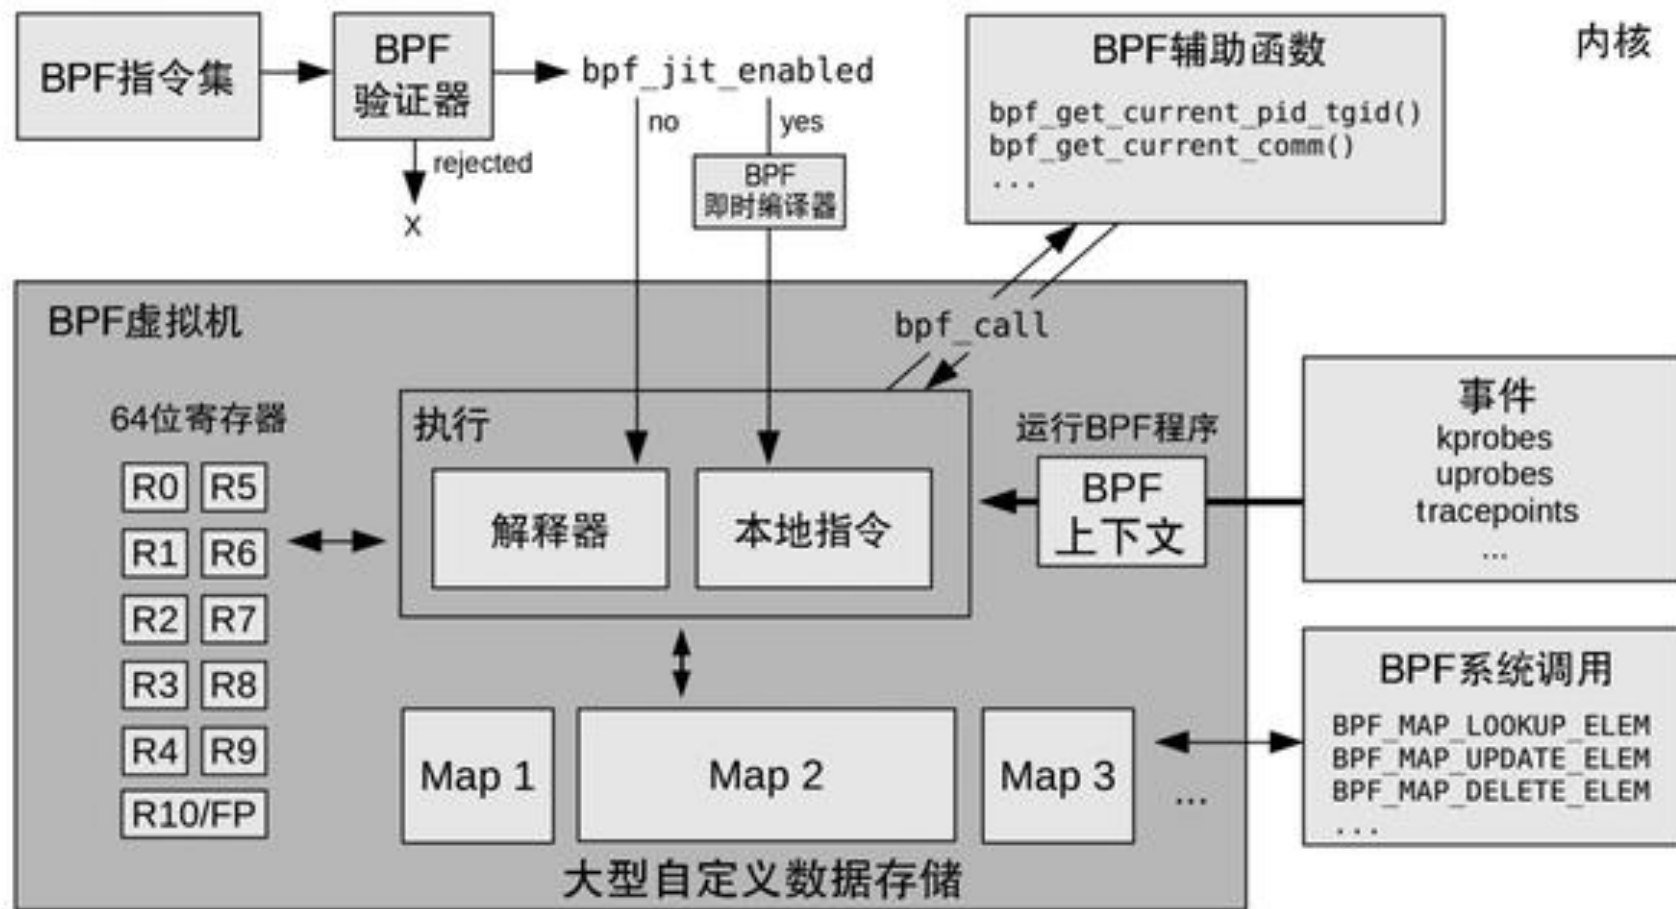 BPF指令集
BPF
验证器
bpf_jit_enabled
no
yes
rejected
X
BPF
即时编译器
BPF辅助函数
bpf_get_current_pid_tgid()
bpf_get_current_comm()
...
内核
BPF虚拟机
bpf_call
64位寄存器
R0 R5
R1 R6
R2 R7
R3 R8
R4 R9
R10/FP
执行
解释器
本地指令
运行BPF程序
BPF
上下文
事件
kprobes
uprobes
tracepoints
...
Map 1
Map 2
Map 3
...
大型自定义数据存储
BPF系统调用
BPF_MAP_LOOKUP_ELEM
BPF_MAP_UPDATE_ELEM
BPF_MAP_DELETE_ELEM
...